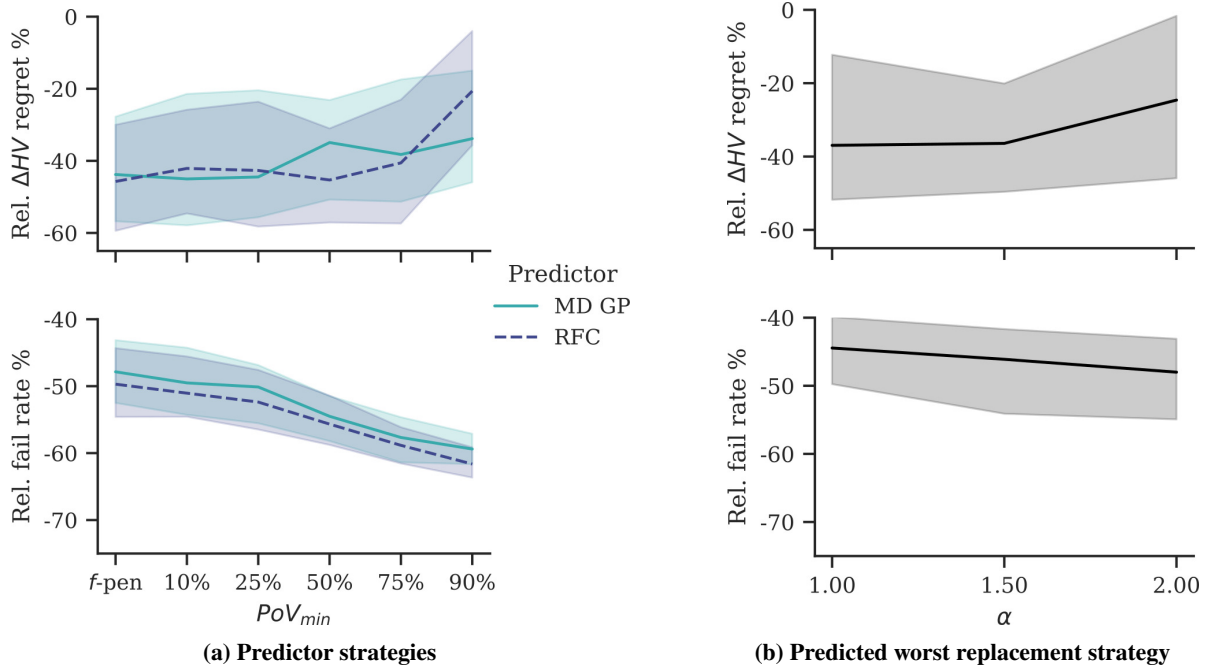 Rel. ΔHV regret %
0
-20
-40
-60
Rel. fail rate %
-40
-50
-60
-70
f-pen 10% 25% 50% 75% 90%
PoV_min
Predictor
MD GP
RFC
(a) Predictor strategies
Rel. ΔHV regret %
0
-20
-40
-60
Rel. fail rate %
-40
-50
-60
-70
1.00 1.50 2.00
α
(b) Predicted worst replacement strategy